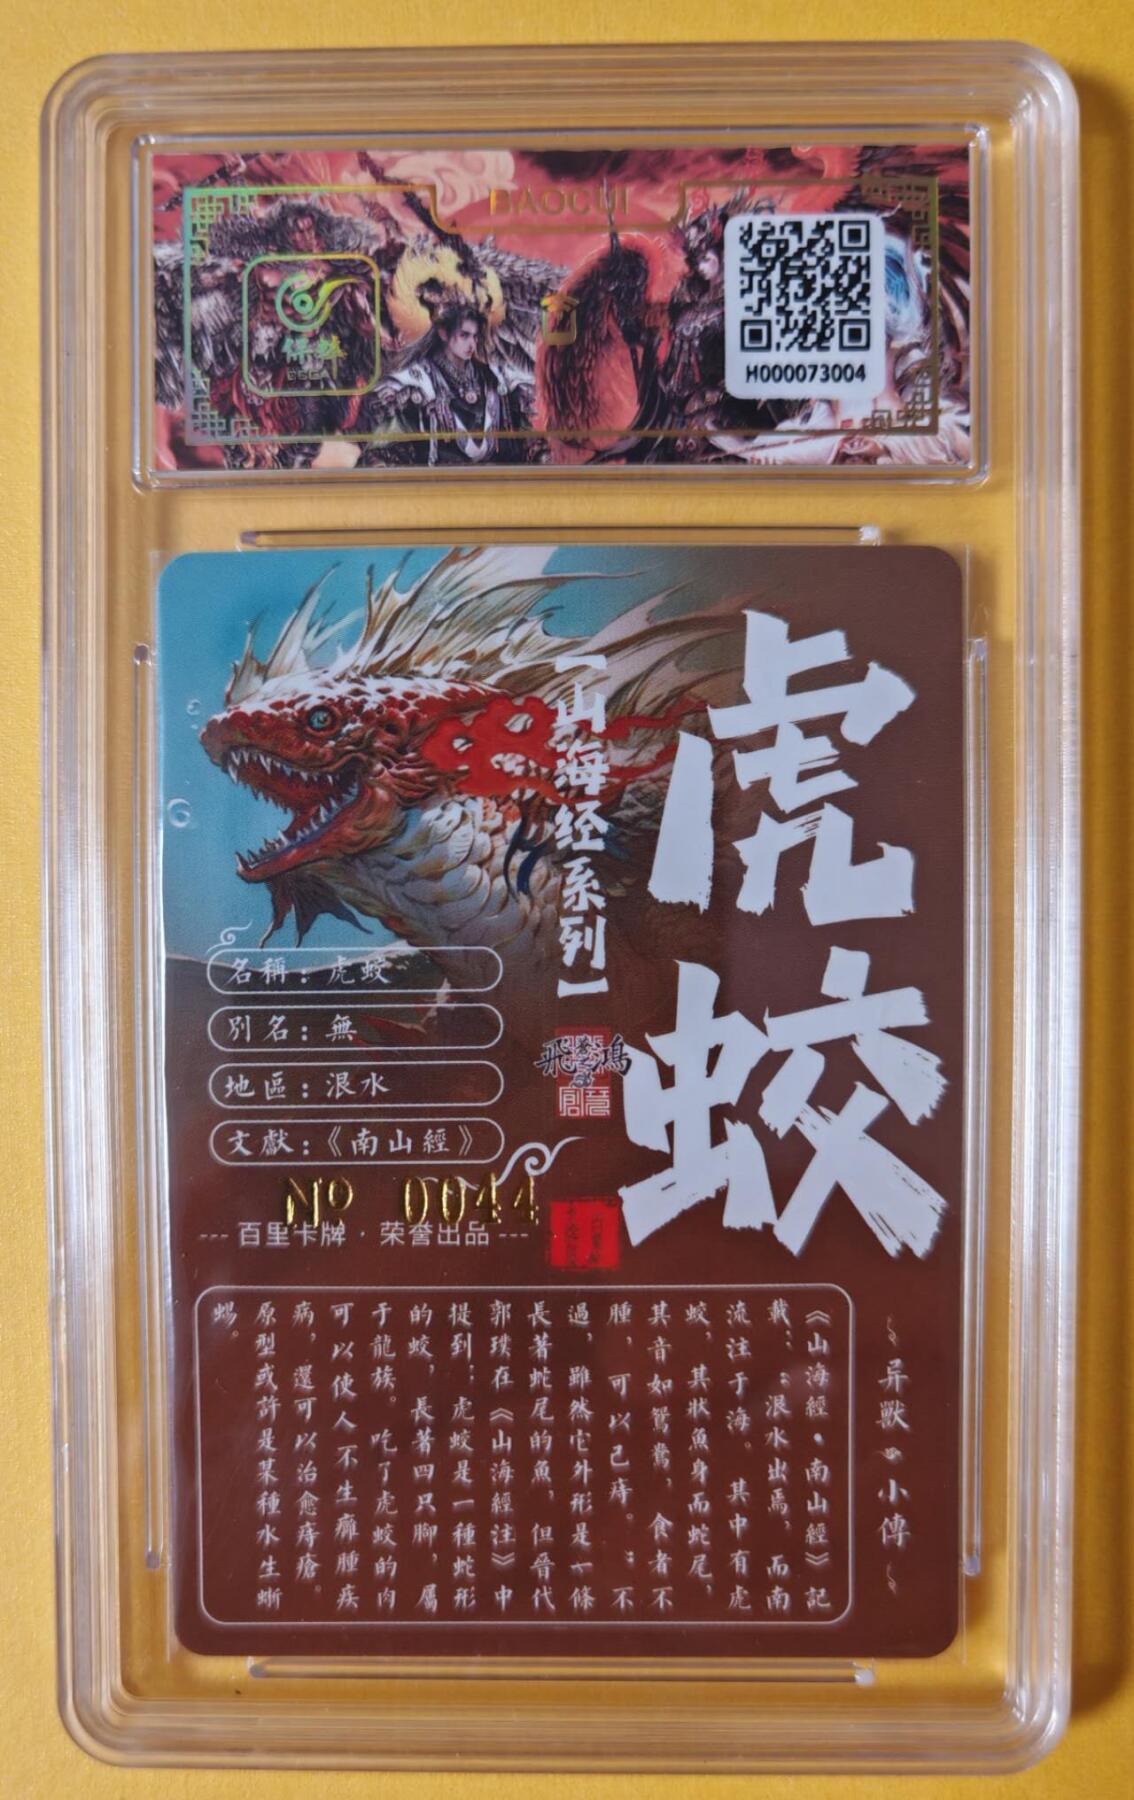 BAOCUI
保粹
H000073004
虎蛟
【山海经系列】
飛鴻
名稱：虎蛟
別名：無
地區：浪水
文獻：《南山經》
№ 0044
--- 百里卡牌 · 荣誉出品 ---
异獸小傳
《山海經·南山經》記
載：：浪水出焉，而南
流注于海。其中有虎
蛟，其狀魚身而蛇尾，
其音如鴛鴦，食者不
腫，可以已痔。：不
過，雖然它外形是一條
長著蛇尾的魚，但晉代
郭璞在《山海經注》中
提到：虎蛟是一種蛇形
的蛟，長著四只腳，屬
于龍族。吃了虎蛟的肉
可以使人不生癰腫疾
病，還可以治愈痔瘡。
原型或許是某種水生蜥
蜴。